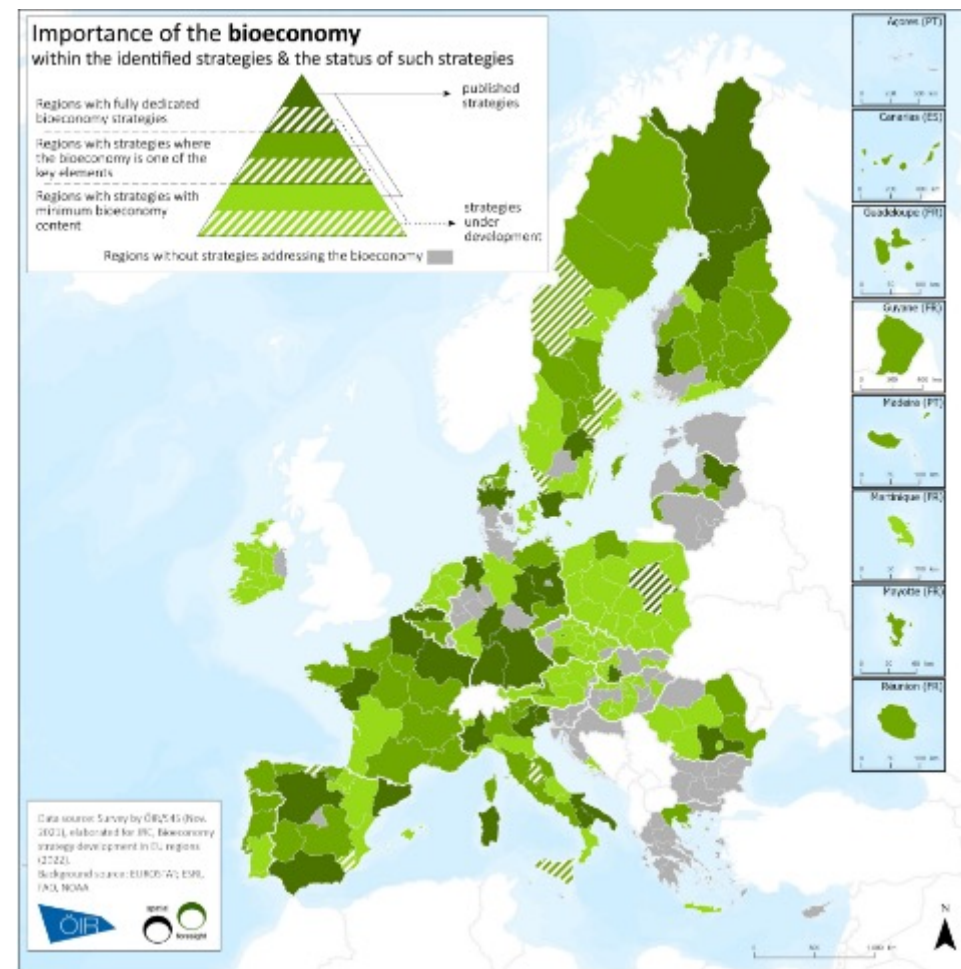 Importance of the bioeconomy
within the identified strategies & the status of such strategies
Regions with fully dedicated
bioeconomy strategies
published
strategies
Regions with strategies where
the bioeconomy is one of the
key elements
Regions with strategies with
minimum bioeconomy
content
strategies
under
development
Regions without strategies addressing the bioeconomy
Açores (PT)
Canarias (ES)
Guadeloupe (FR)
Guyane (FR)
Madeira (PT)
Martinique (FR)
Mayotte (FR)
Réunion (FR)
Data source: Survey by ÖIR/
elaborated for JRC, Bioeconomy
strategy development in EU regions
(2022).
Background source: EUROSTAT; ESRI,
FAO, NOAA
ÖIR
spatial
foresight
N